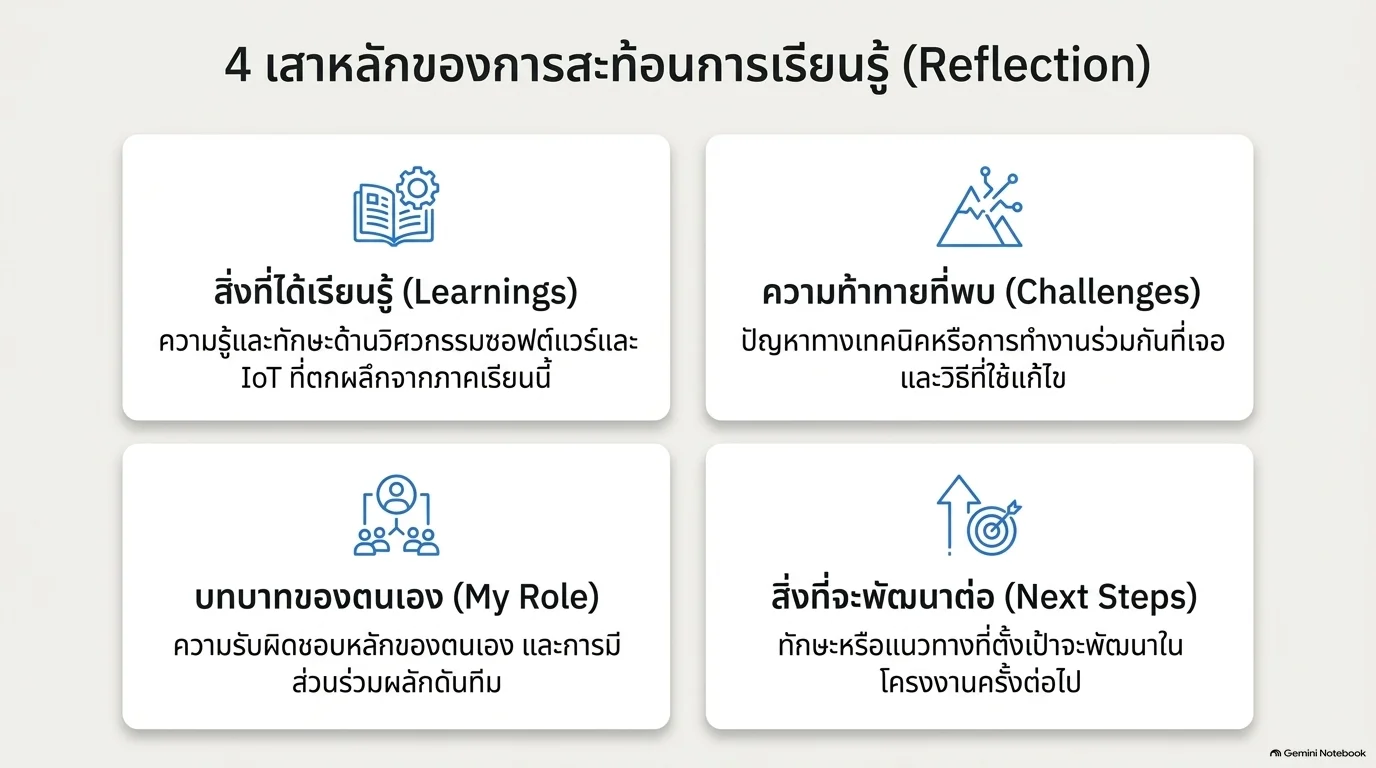 4 เสาหลักของการสะท้อนการเรียนรู้ (Reflection)
สิ่งที่ได้เรียนรู้ (Learnings)
ความรู้และทักษะด้านวิศวกรรมซอฟต์แวร์และ
IoT ที่ตกผลึกจากภาคเรียนนี้
ความท้าทายที่พบ (Challenges)
ปัญหาทางเทคนิคหรือการทำงานร่วมกันที่เจอ
และวิธีที่ใช้แก้ไข
บทบาทของตนเอง (My Role)
ความรับผิดชอบหลักของตนเอง และการมี
ส่วนร่วมผลักดันทีม
สิ่งที่จะพัฒนาต่อ (Next Steps)
ทักษะหรือแนวทางที่ตั้งเป้าจะพัฒนาใน
โครงงานครั้งต่อไป
Gemini Notebook